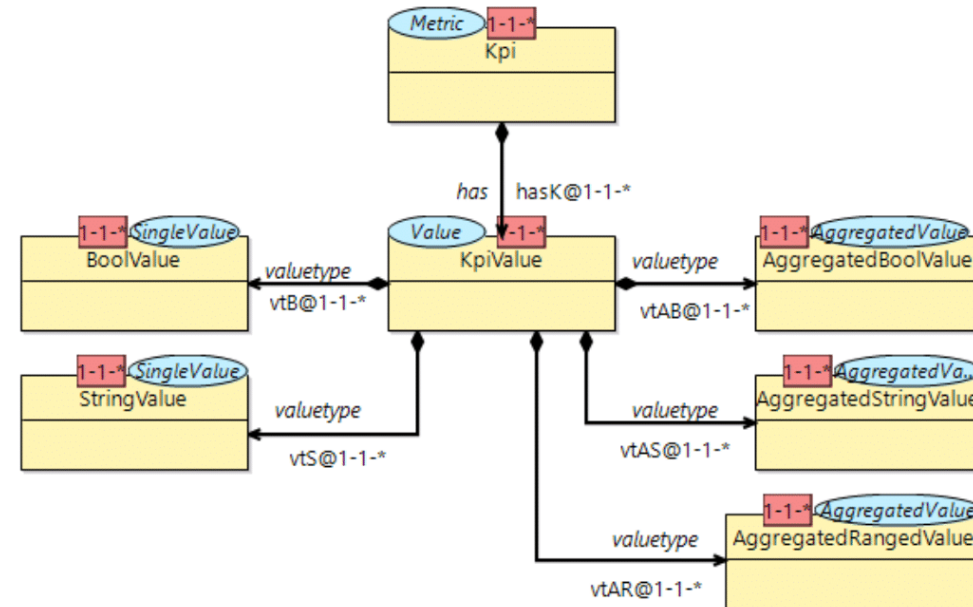 Metric 1-1-*
Kpi
has hasK@1-1-*
1-1-* SingleValue
BoolValue
Value 1-1-*
KpiValue
1-1-* AggregatedValue
AggregatedBoolValue
valuetype
vtB@1-1-*
valuetype
vtAB@1-1-*
1-1-* SingleValue
StringValue
valuetype
vtS@1-1-*
1-1-* AggregatedVa...
AggregatedStringValue
valuetype
vtAS@1-1-*
1-1-* AggregatedValue
AggregatedRangedValue
valuetype
vtAR@1-1-*